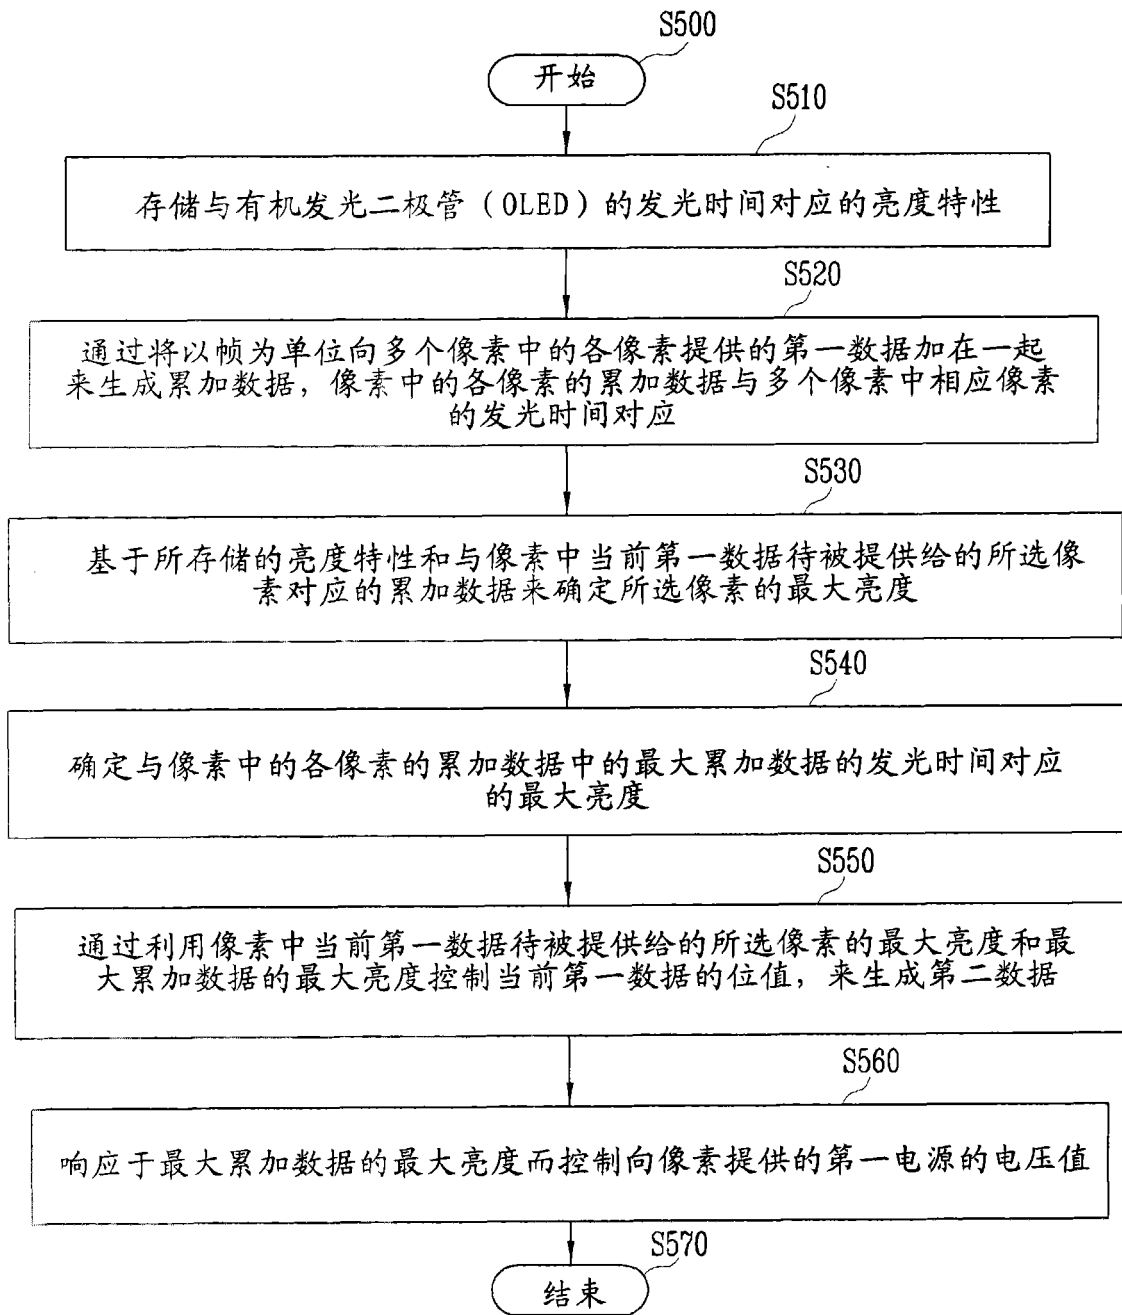 S500
开始
S510
存储与有机发光二极管（OLED）的发光时间对应的亮度特性
S520
通过将以帧为单位向多个像素中的各像素提供的第一数据加在一起
来生成累加数据，像素中的各像素的累加数据与多个像素中相应像素
的发光时间对应
S530
基于所存储的亮度特性和与像素中当前第一数据待被提供给的所选像
素对应的累加数据来确定所选像素的最大亮度
S540
确定与像素中的各像素的累加数据中的最大累加数据的发光时间对应
的最大亮度
S550
通过利用像素中当前第一数据待被提供给的所选像素的最大亮度和最
大累加数据的最大亮度控制当前第一数据的位值，来生成第二数据
S560
响应于最大累加数据的最大亮度而控制向像素提供的第一电源的电压值
S570
结束